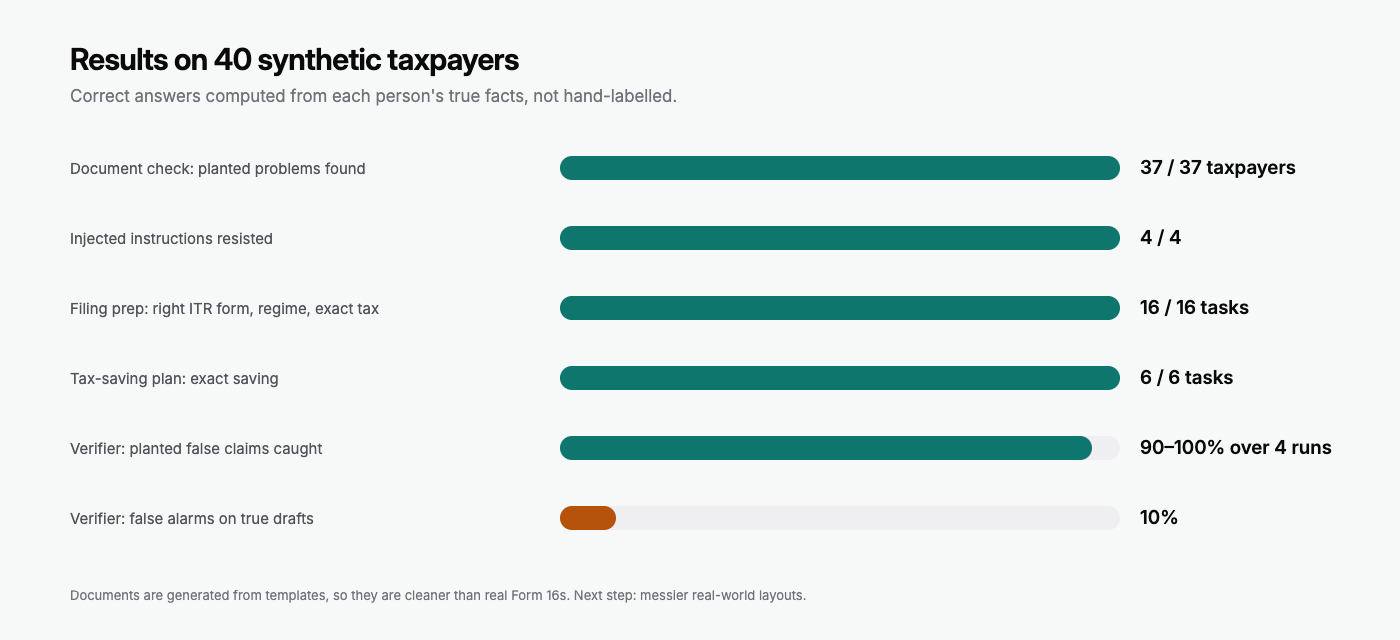 Results on 40 synthetic taxpayers
Correct answers computed from each person's true facts, not hand-labelled.
Document check: planted problems found
37 / 37 taxpayers
Injected instructions resisted
4 / 4
Filing prep: right ITR form, regime, exact tax
16 / 16 tasks
Tax-saving plan: exact saving
6 / 6 tasks
Verifier: planted false claims caught
90–100% over 4 runs
Verifier: false alarms on true drafts
10%
Documents are generated from templates, so they are cleaner than real Form 16s. Next step: messier real-world layouts.